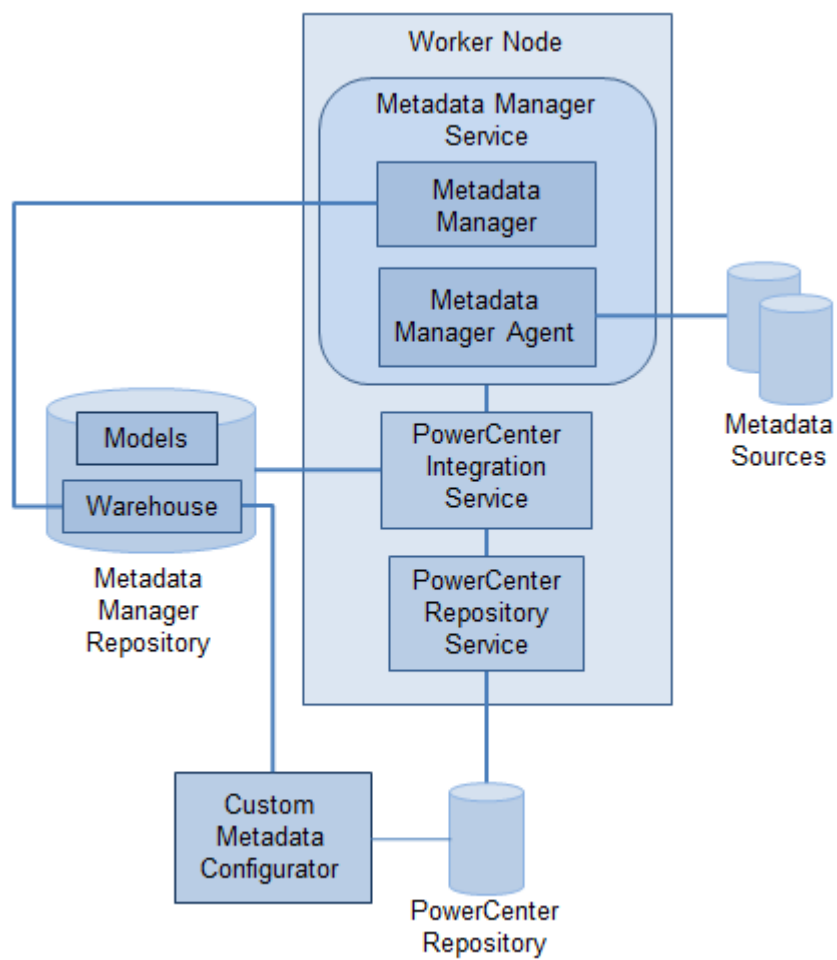 Worker Node
Metadata Manager
Service
Metadata
Manager
Metadata
Manager Agent
Metadata
Sources
Models
Warehouse
Metadata
Manager
Repository
PowerCenter
Integration
Service
PowerCenter
Repository
Service
Custom
Metadata
Configurator
PowerCenter
Repository